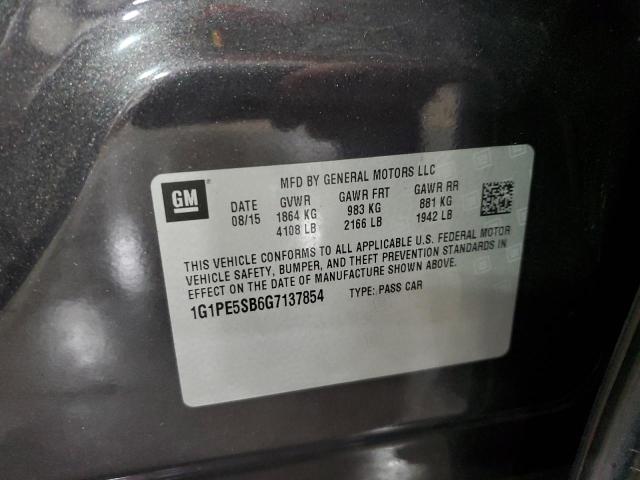 MFD BY GENERAL MOTORS LLC
GM
DATE GVWR GAWR FRT GAWR RR
08/15 1864 KG 983 KG 881 KG
4108 LB 2166 LB 1942 LB
THIS VEHICLE CONFORMS TO ALL APPLICABLE U.S. FEDERAL MOTOR
VEHICLE SAFETY, BUMPER, AND THEFT PREVENTION STANDARDS IN
EFFECT ON THE DATE OF MANUFACTURE SHOWN ABOVE.
1G1PE5SB6G7137854 TYPE: PASS CAR